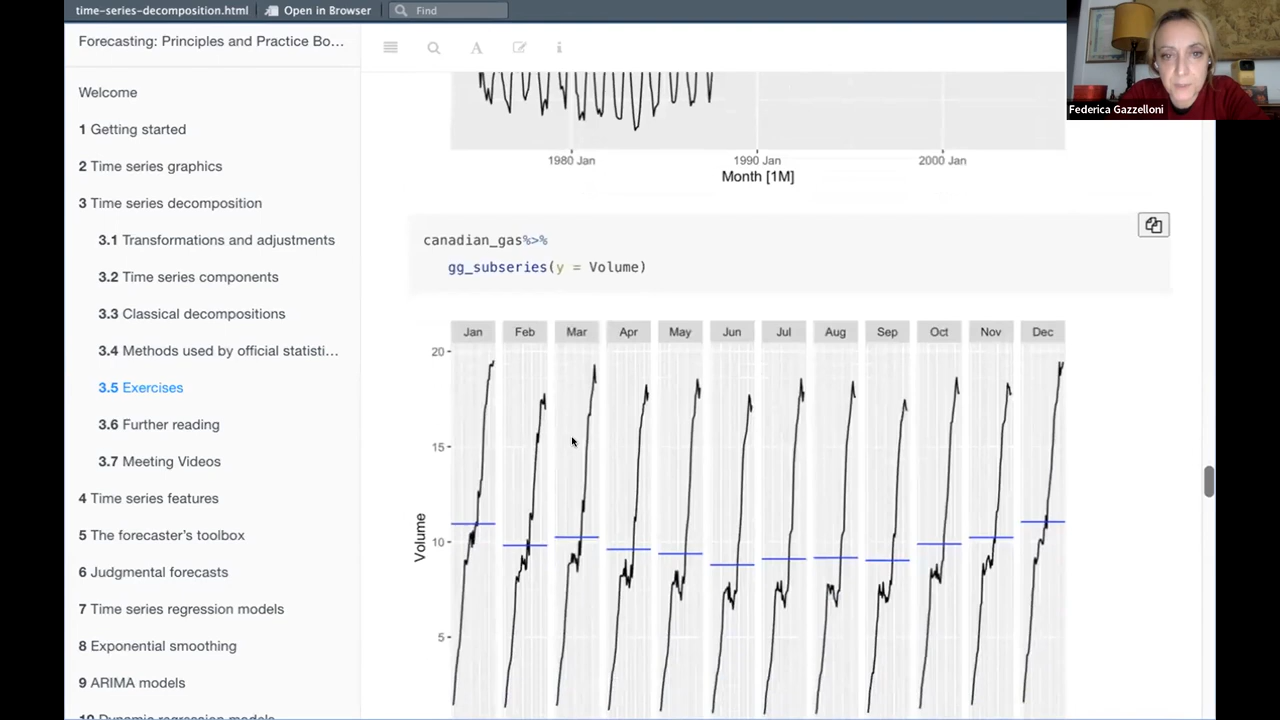 time-series-decomposition.html
Open in Browser
Find
Federica Gazzelloni
Forecasting: Principles and Practice Bo...
Welcome
1 Getting started
2 Time series graphics
3 Time series decomposition
3.1 Transformations and adjustments
3.2 Time series components
3.3 Classical decompositions
3.4 Methods used by official statisti...
3.5 Exercises
3.6 Further reading
3.7 Meeting Videos
4 Time series features
5 The forecaster's toolbox
6 Judgmental forecasts
7 Time series regression models
8 Exponential smoothing
9 ARIMA models
10 Dynamic regression models
1980 Jan 1990 Jan 2000 Jan
Month [1M]
canadian_gas%>%
gg_subseries(y = Volume)
Jan Feb Mar Apr May Jun Jul Aug Sep Oct Nov Dec
20
15
10
5
Volume